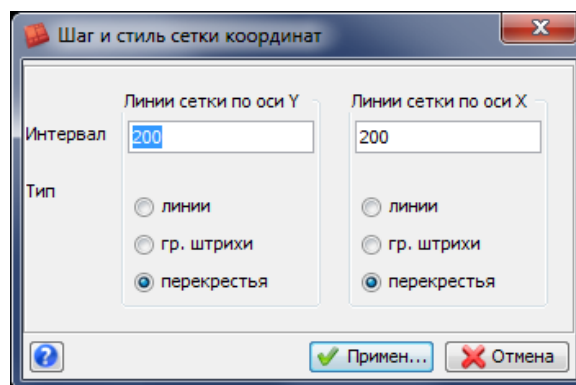 Шаг и стиль сетки координат
Линии сетки по оси Y Линии сетки по оси X
Интервал 200 200
Тип
линии линии
гр. штрихи гр. штрихи
перекрестья перекрестья
Примен... Отмена